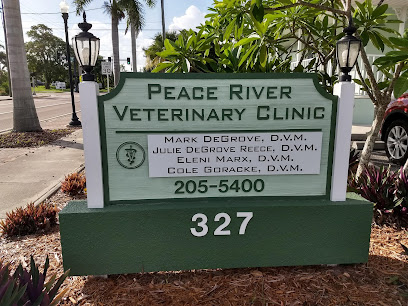 PEACE RIVER
VETERINARY CLINIC
MARK DEGROVE, D.V.M.
JULIE DEGROVE REECE, D.V.M.
ELENI MARX, D.V.M.
COLE GORACKE, D.V.M.
205-5400
327